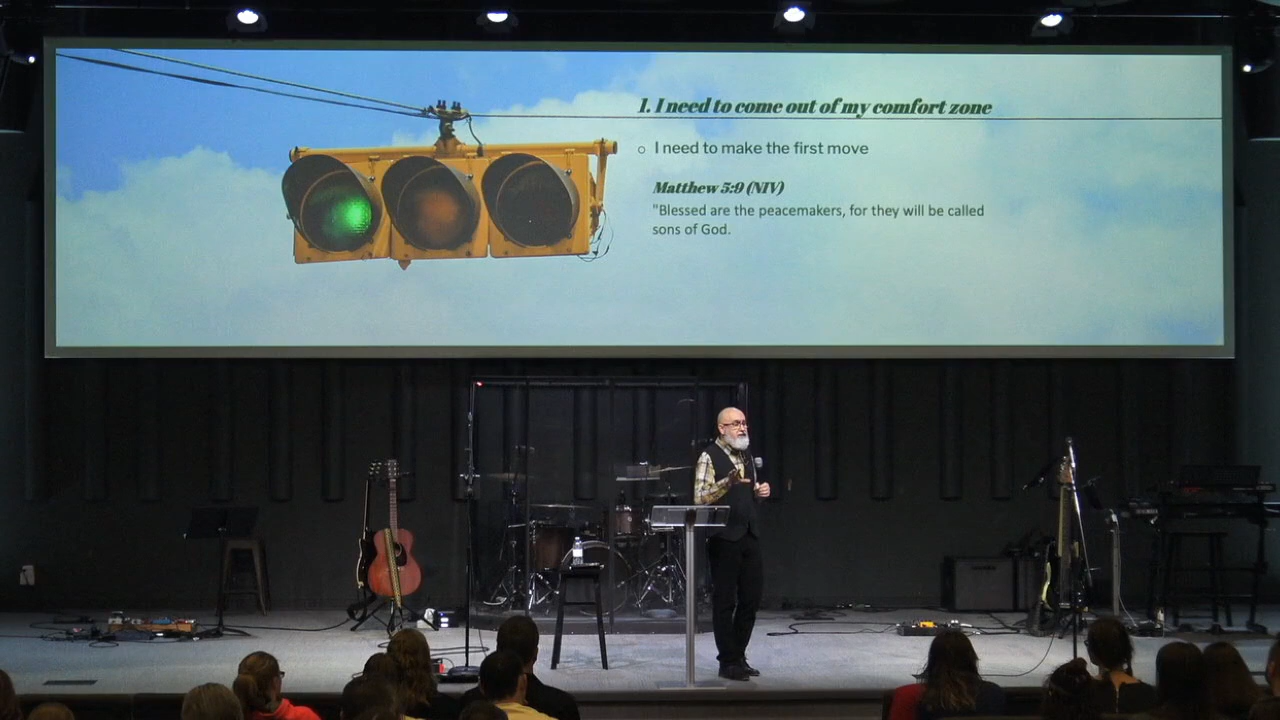 1. I need to come out of my comfort zone
o I need to make the first move
Matthew 5:9 (NIV)
"Blessed are the peacemakers, for they will be called
sons of God.